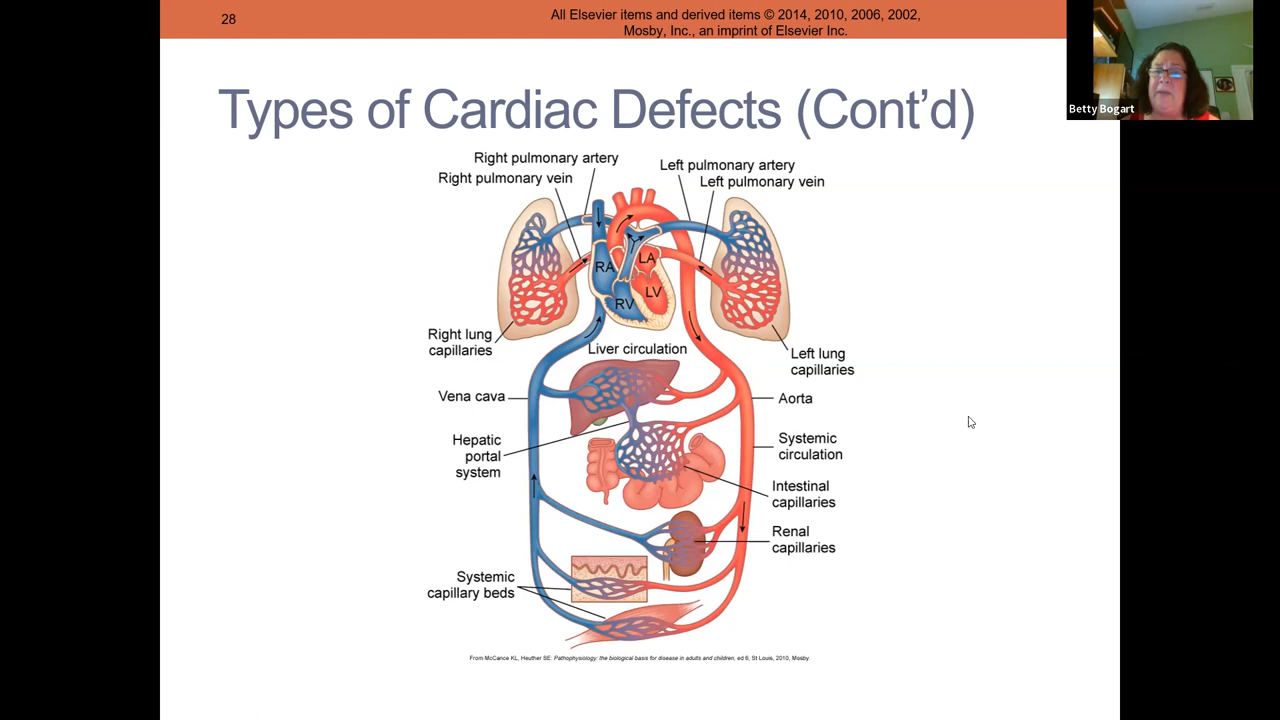 28
All Elsevier items and derived items © 2014, 2010, 2006, 2002,
Mosby, Inc., an imprint of Elsevier Inc.
Betty Bogart
Types of Cardiac Defects (Cont’d)
Right pulmonary artery
Right pulmonary vein
Left pulmonary artery
Left pulmonary vein
RA
LA
RV
LV
Right lung
capillaries
Liver circulation
Left lung
capillaries
Vena cava
Aorta
Hepatic
portal
system
Systemic
circulation
Intestinal
capillaries
Renal
capillaries
Systemic
capillary beds
From McCance KL, Heuther SE: Pathophysiology: the biological basis for disease in adults and children, ed 6, St Louis, 2010, Mosby